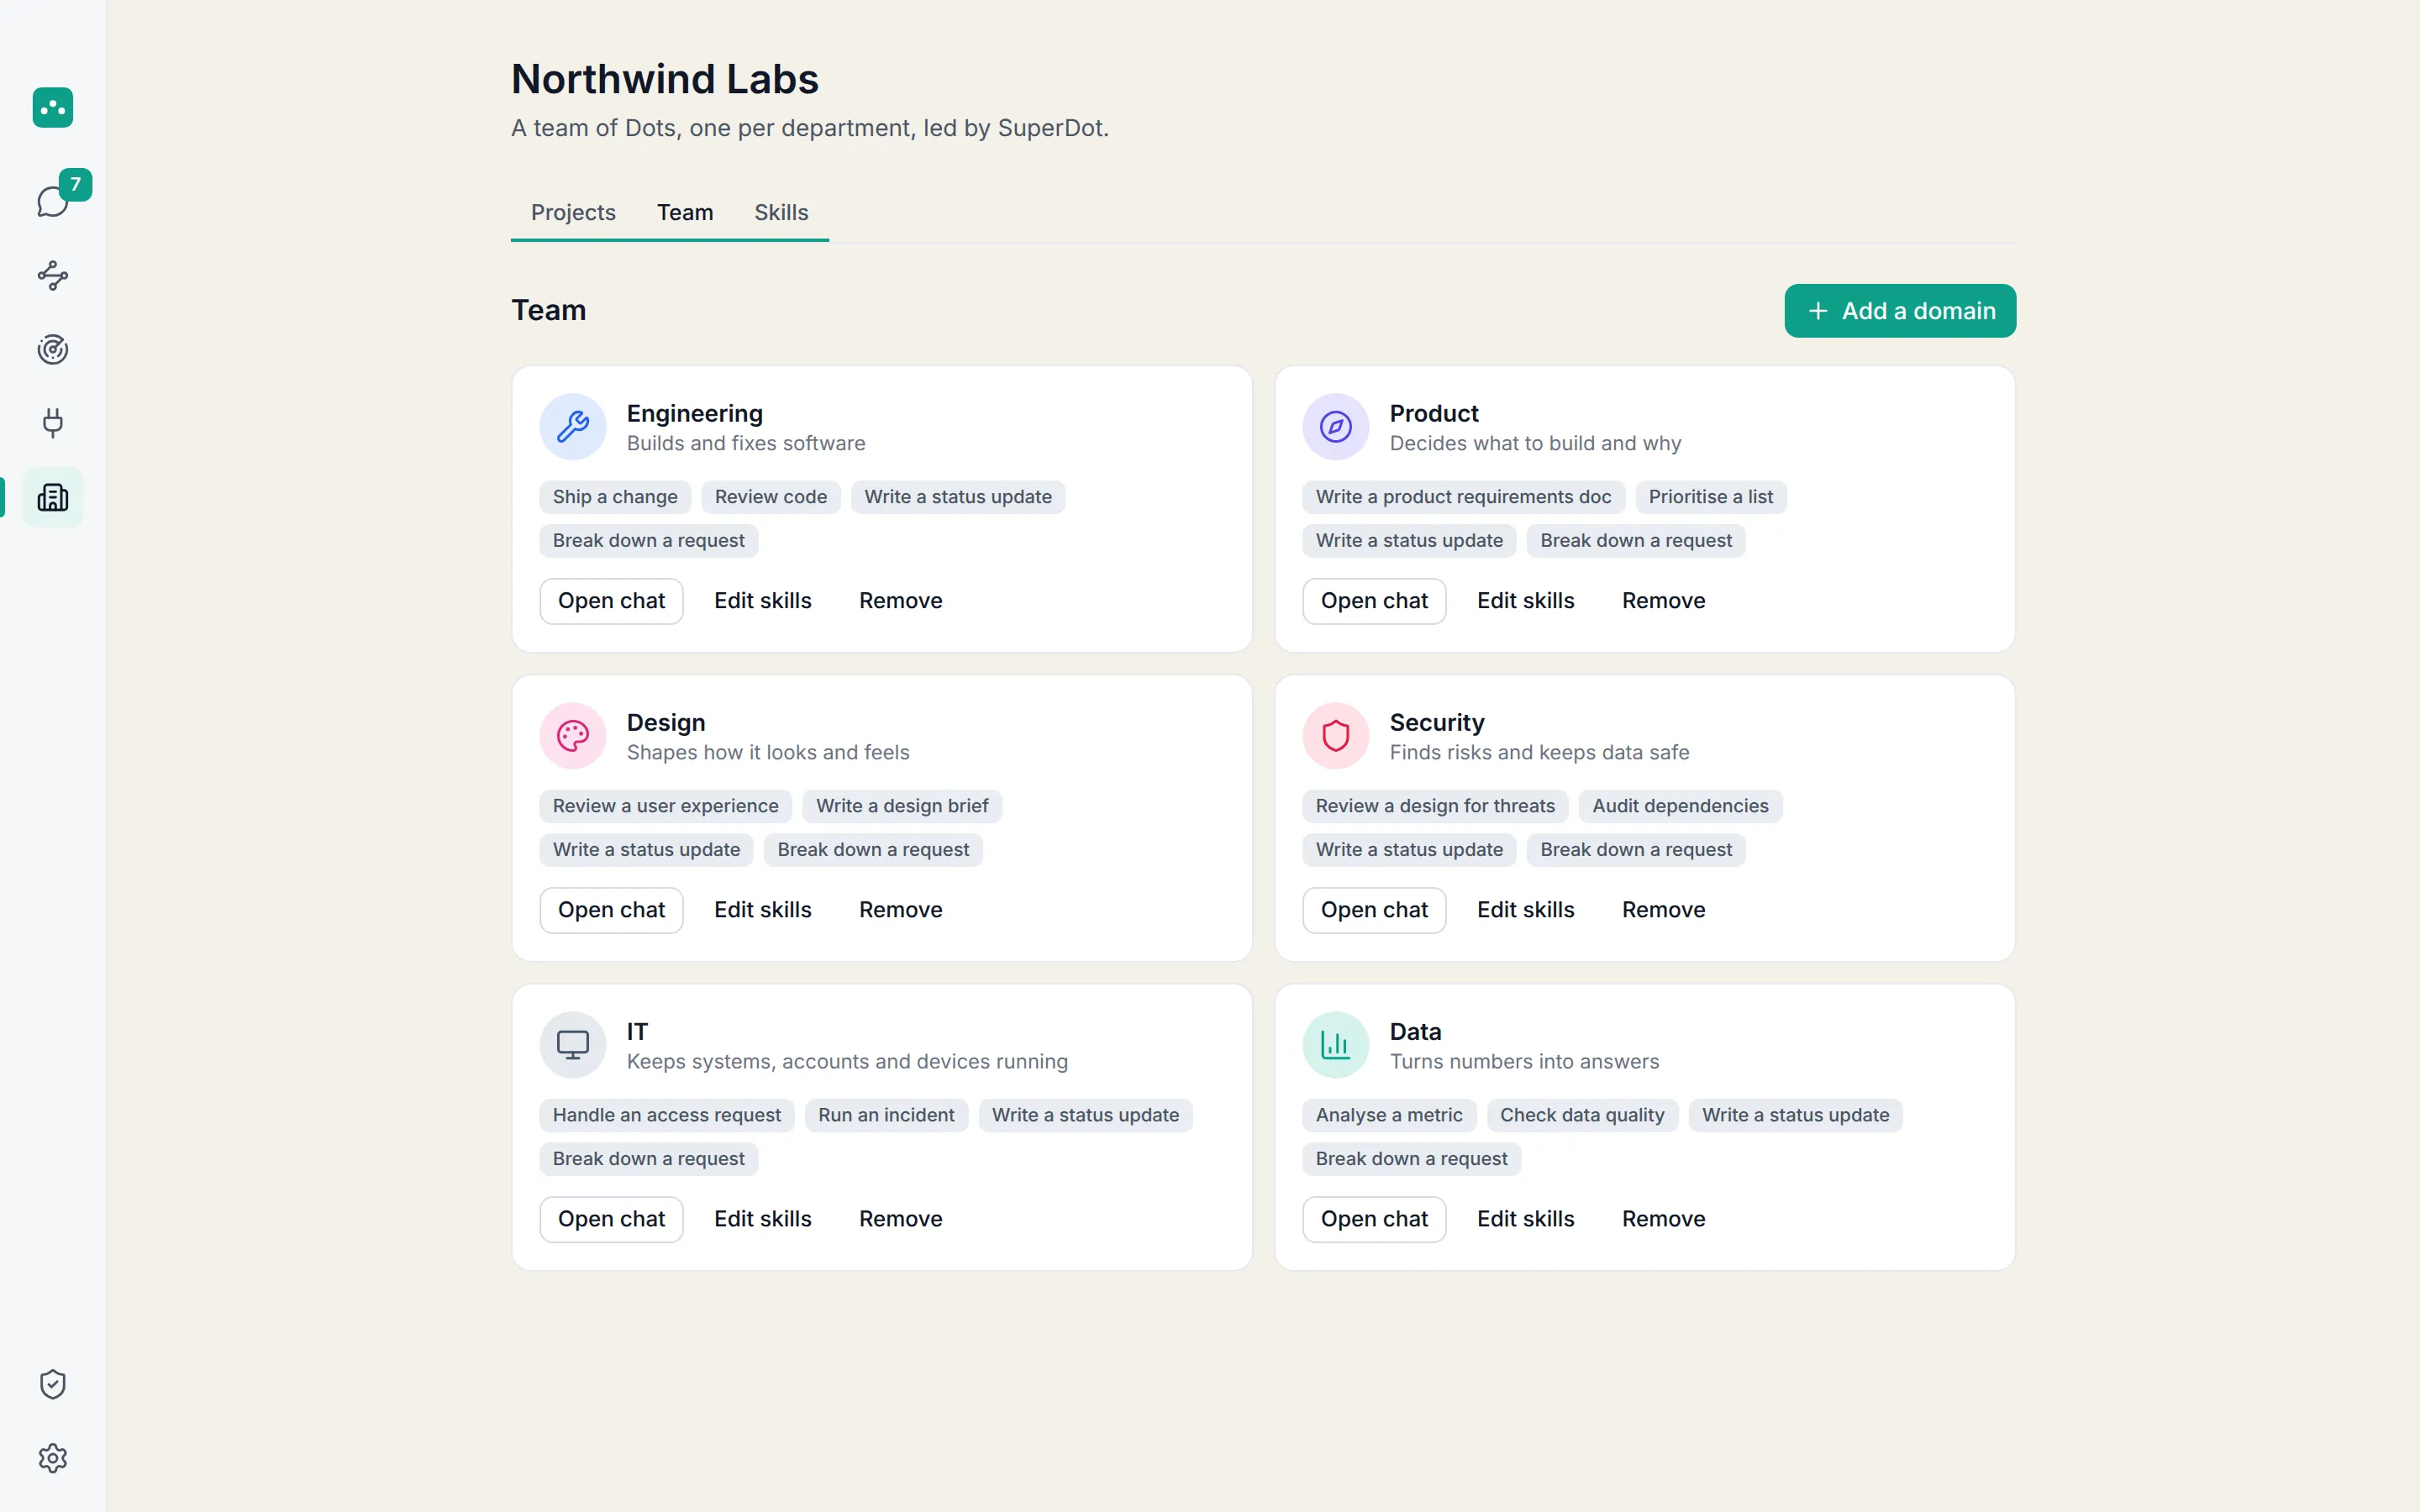 7
Northwind Labs
A team of Dots, one per department, led by SuperDot.
Projects Team Skills
Team
+ Add a domain
Engineering
Builds and fixes software
Ship a change Review code Write a status update
Break down a request
Open chat Edit skills Remove
Product
Decides what to build and why
Write a product requirements doc Prioritise a list
Write a status update Break down a request
Open chat Edit skills Remove
Design
Shapes how it looks and feels
Review a user experience Write a design brief
Write a status update Break down a request
Open chat Edit skills Remove
Security
Finds risks and keeps data safe
Review a design for threats Audit dependencies
Write a status update Break down a request
Open chat Edit skills Remove
IT
Keeps systems, accounts and devices running
Handle an access request Run an incident Write a status update
Break down a request
Open chat Edit skills Remove
Data
Turns numbers into answers
Analyse a metric Check data quality Write a status update
Break down a request
Open chat Edit skills Remove